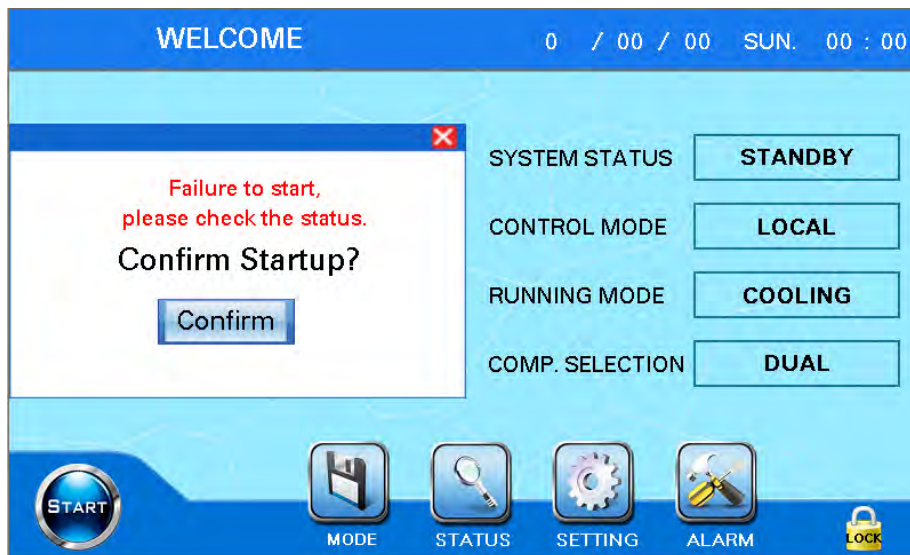 WELCOME
0 / 00 / 00 SUN. 00 : 00
Failure to start,
please check the status.
Confirm Startup?
Confirm
SYSTEM STATUS STANDBY
CONTROL MODE LOCAL
RUNNING MODE COOLING
COMP. SELECTION DUAL
START
MODE
STATUS
SETTING
ALARM
LOCK